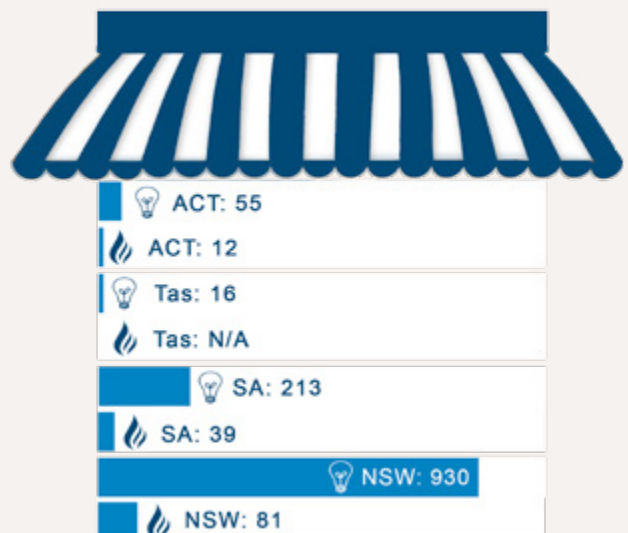 ACT: 55
ACT: 12
Tas: 16
Tas: N/A
SA: 213
SA: 39
NSW: 930
NSW: 81